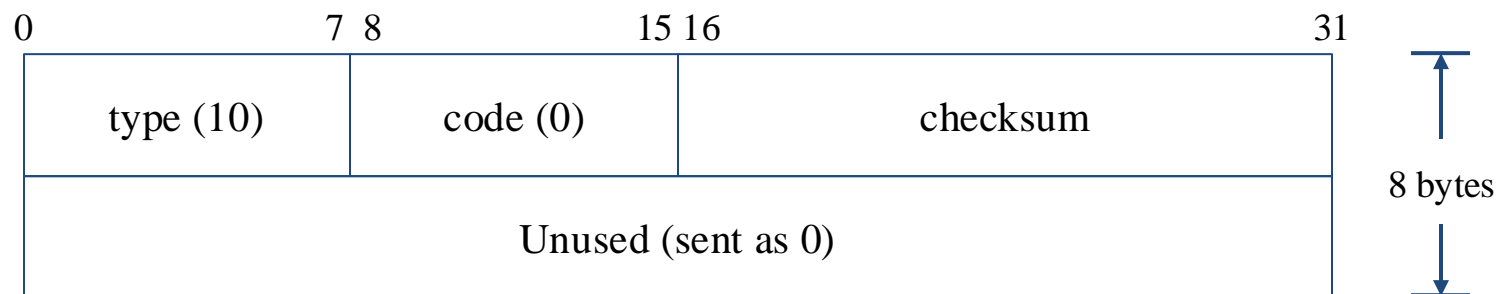 0 7 8 15 16 31
type (10) code (0) checksum
8 bytes
Unused (sent as 0)